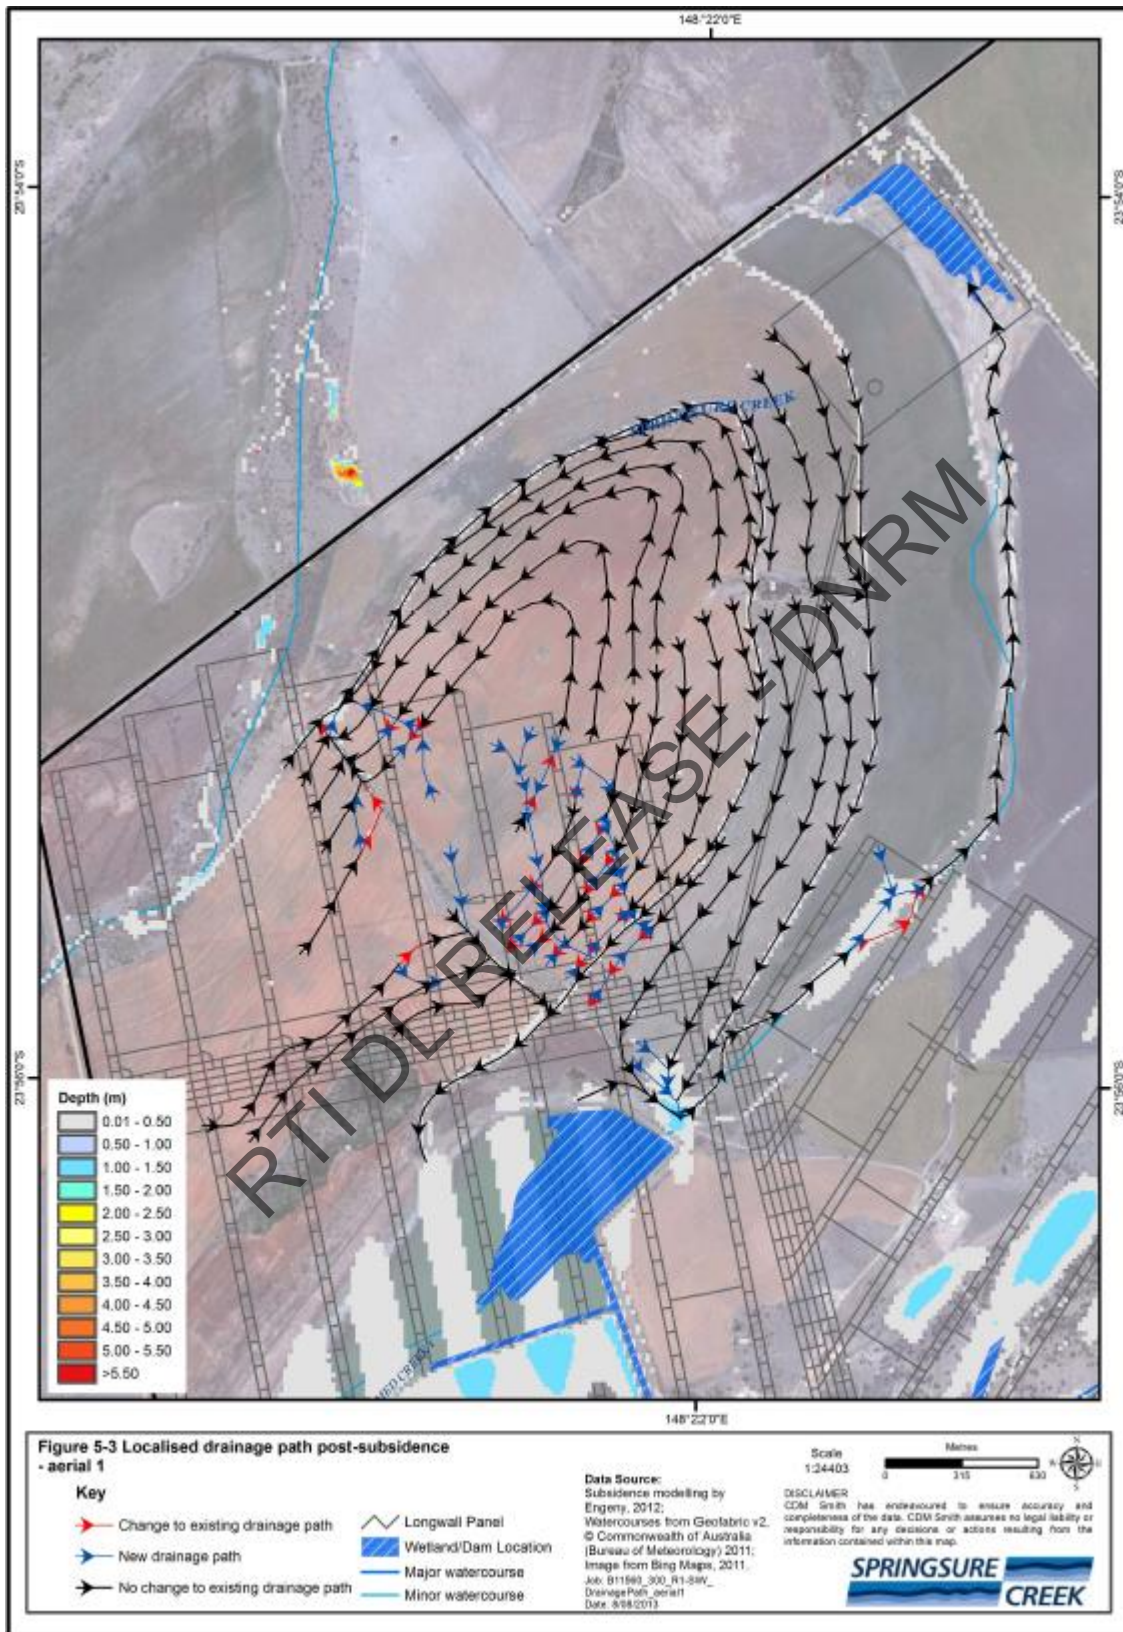 148°22'0"E
23°54'0"S
23°54'0"S
CREEK
RTI DL RELEASE - DNRM
23°56'0"S
23°56'0"S
Depth (m)
0.01 - 0.50
0.50 - 1.00
1.00 - 1.50
1.50 - 2.00
2.00 - 2.50
2.50 - 3.00
3.00 - 3.50
3.50 - 4.00
4.00 - 4.50
4.50 - 5.00
5.00 - 5.50
>5.50
148°22'0"E
Figure 5-3 Localised drainage path post-subsidence
- aerial 1
Key
Change to existing drainage path
New drainage path
No change to existing drainage path
Longwall Panel
Wetland/Dam Location
Major watercourse
Minor watercourse
Data Source:
Subsidence modelling by
Engeny, 2012;
Watercourses from Geofabric v2,
© Commonwealth of Australia
(Bureau of Meteorology) 2011;
Image from Bing Maps, 2011.
Job: B11560_300_R1-SW_
DrainagePath_aerial1
Date: 8/08/2013
Scale
1:24403
Metres
0 315 630
N
W E
S
DISCLAIMER
CDM Smith has endeavoured to ensure accuracy and
completeness of the data. CDM Smith assumes no legal liability or
responsibility for any decisions or actions resulting from the
information contained within this map.
SPRINGSURE
CREEK